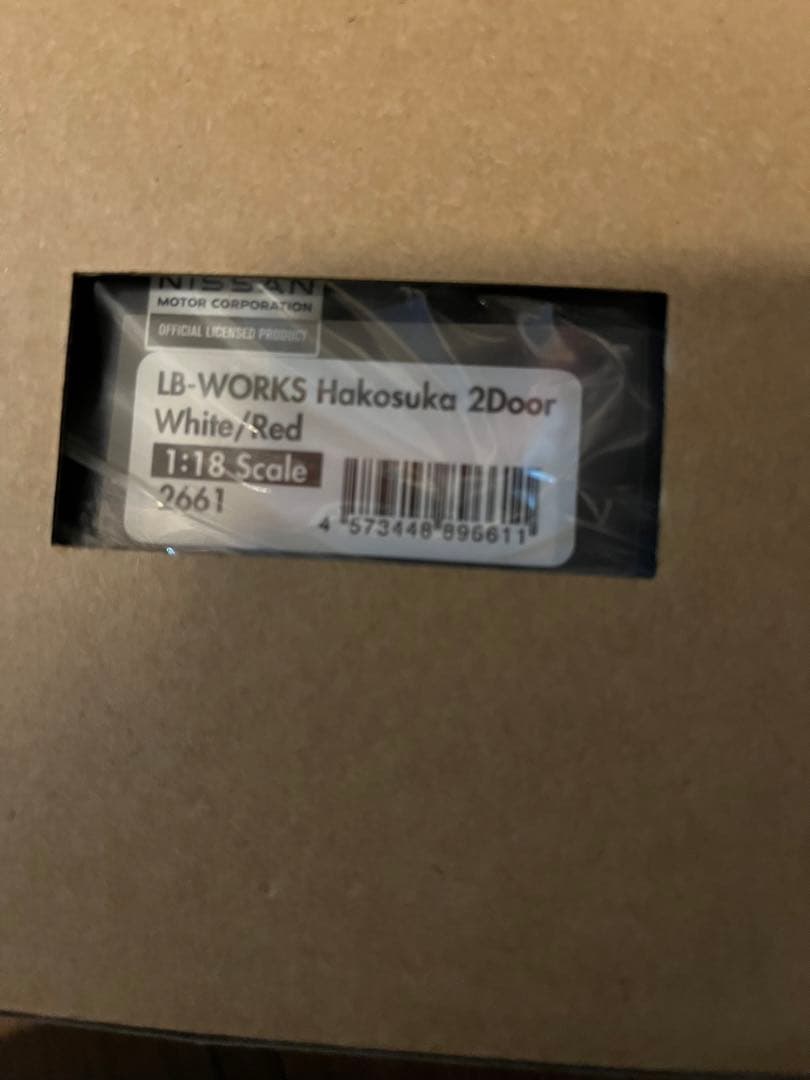 NISSAN
MOTOR CORPORATION
OFFICIAL LICENSED PRODUCT
LB-WORKS Hakosuka 2Door
White/Red
1:18 Scale
2661
4 573448 896611